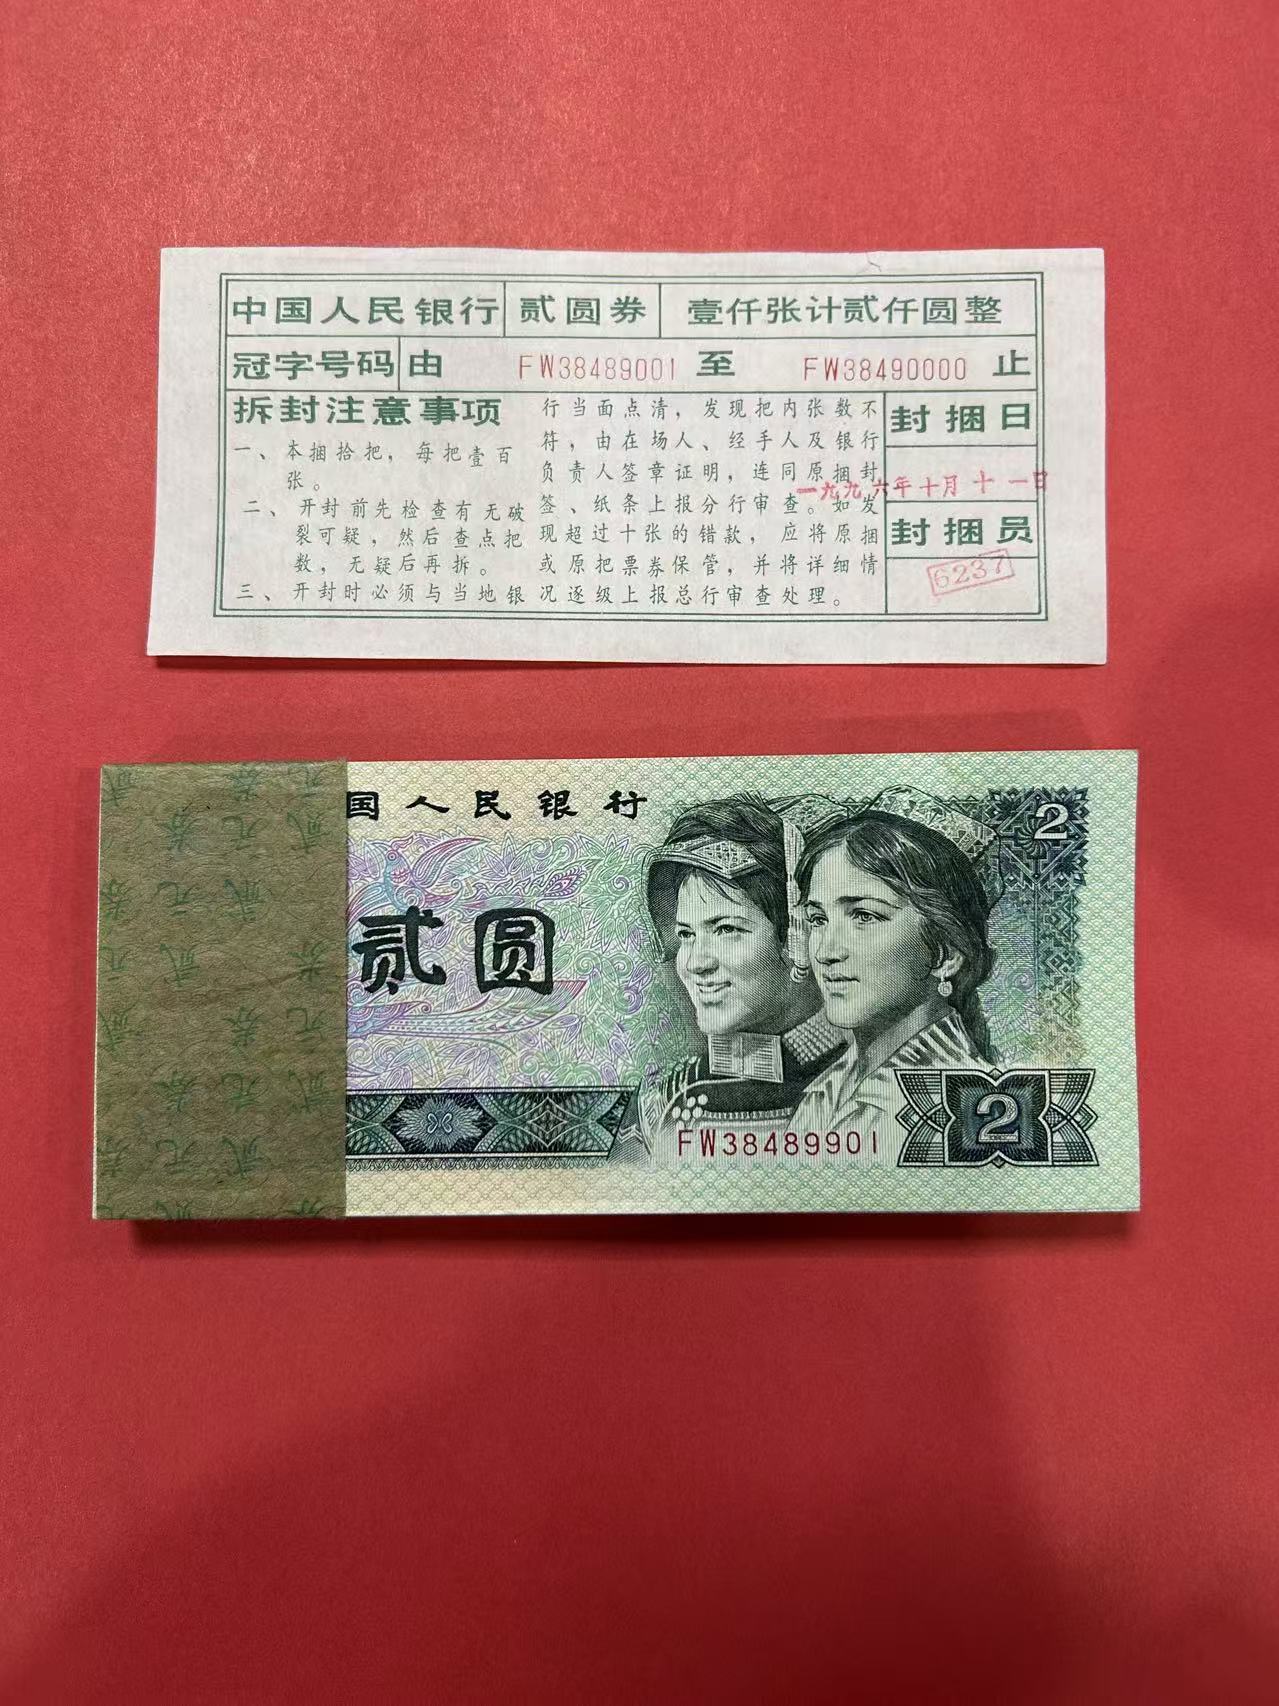 中国人民银行 贰圆券 壹仟张计贰仟圆整
冠字号码 由 FW38489001 至 FW38490000 止
拆封注意事项
一、本捆拾把，每把壹百
张。
二、开封前先检查有无破
裂可疑，然后查点把
数，无疑后再拆。
三、开封时必须与当地银
行当面点清，发现把内张数不
符，由在场人、经手人及银行
负责人签章证明，连同原捆封
签、纸条上报分行审查。如发
现超过十张的错款，应将原捆
或原把票券保管，并将详细情
况逐级上报总行审查处理。
封捆日
一九九六年十月十一日
封捆员
6237
国人民银行
2
贰圆
FW38489901
2
贰元券